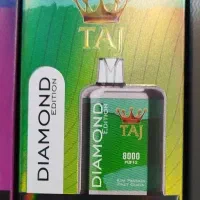 TAJ
DIAMOND
EDITION
DIAMOND
EDITION
TAJ
8000
PUFFS